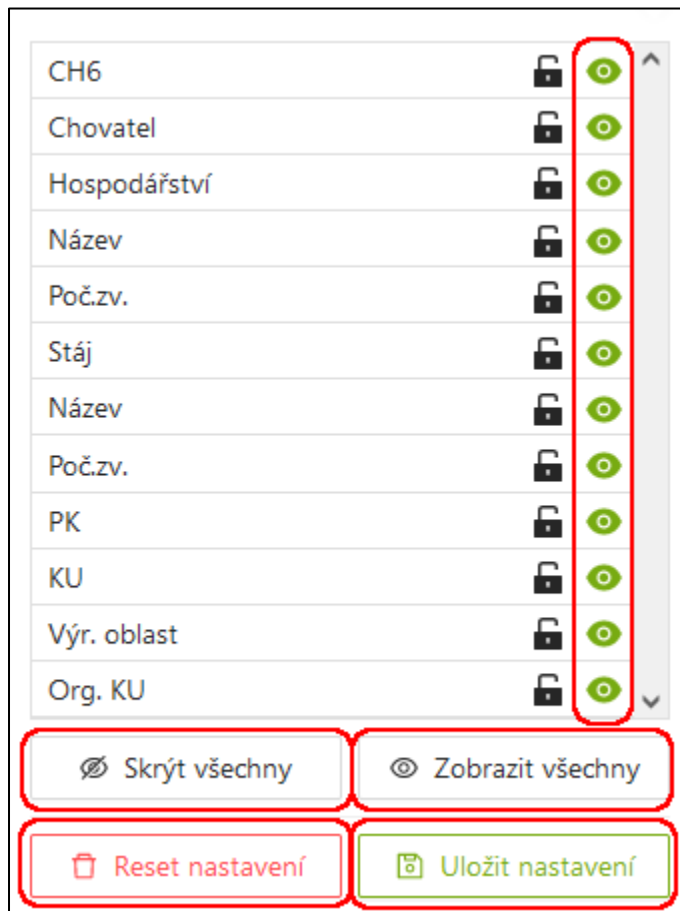 CH6
Chovatel
Hospodářství
Název
Poč.zv.
Stáj
Název
Poč.zv.
PK
KU
Výr. oblast
Org. KU
Skrýt všechny
Zobrazit všechny
Reset nastavení
Uložit nastavení